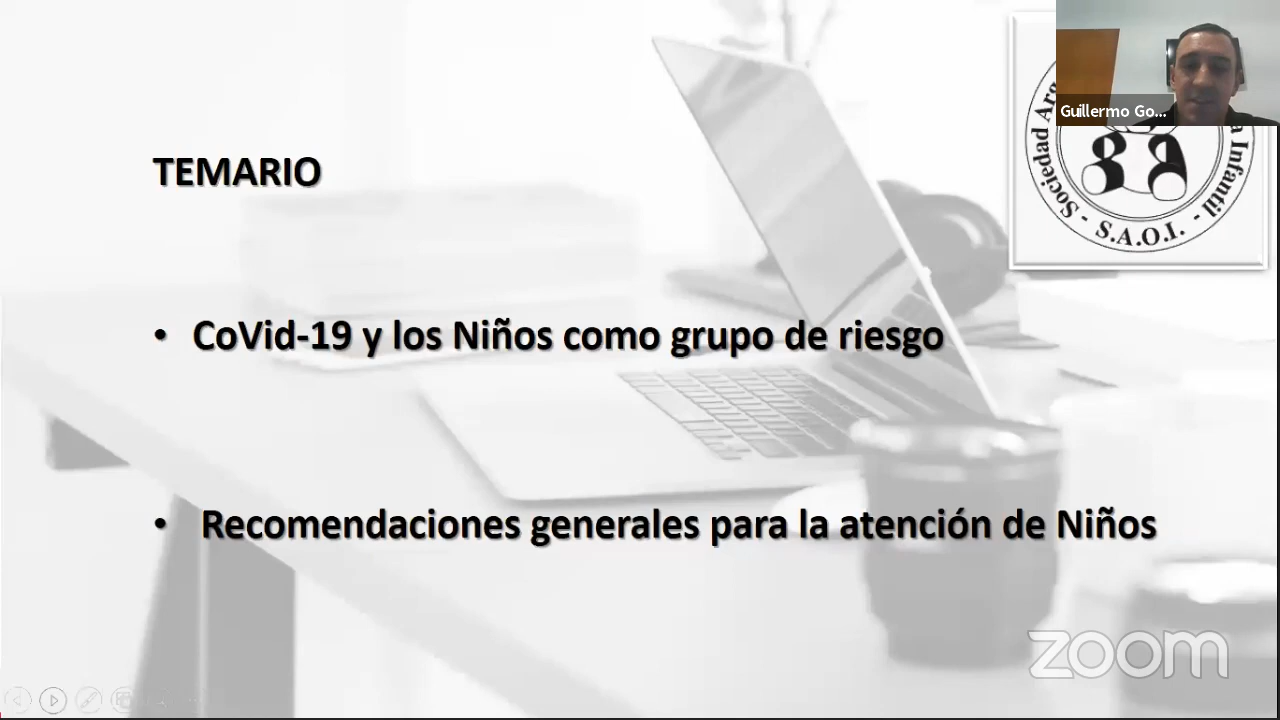 Guillermo Go...
Sociedad Arg
a Infantil
- S.A.O.T.I. -
TEMARIO
• CoVid-19 y los Niños como grupo de riesgo
• Recomendaciones generales para la atención de Niños
zoom